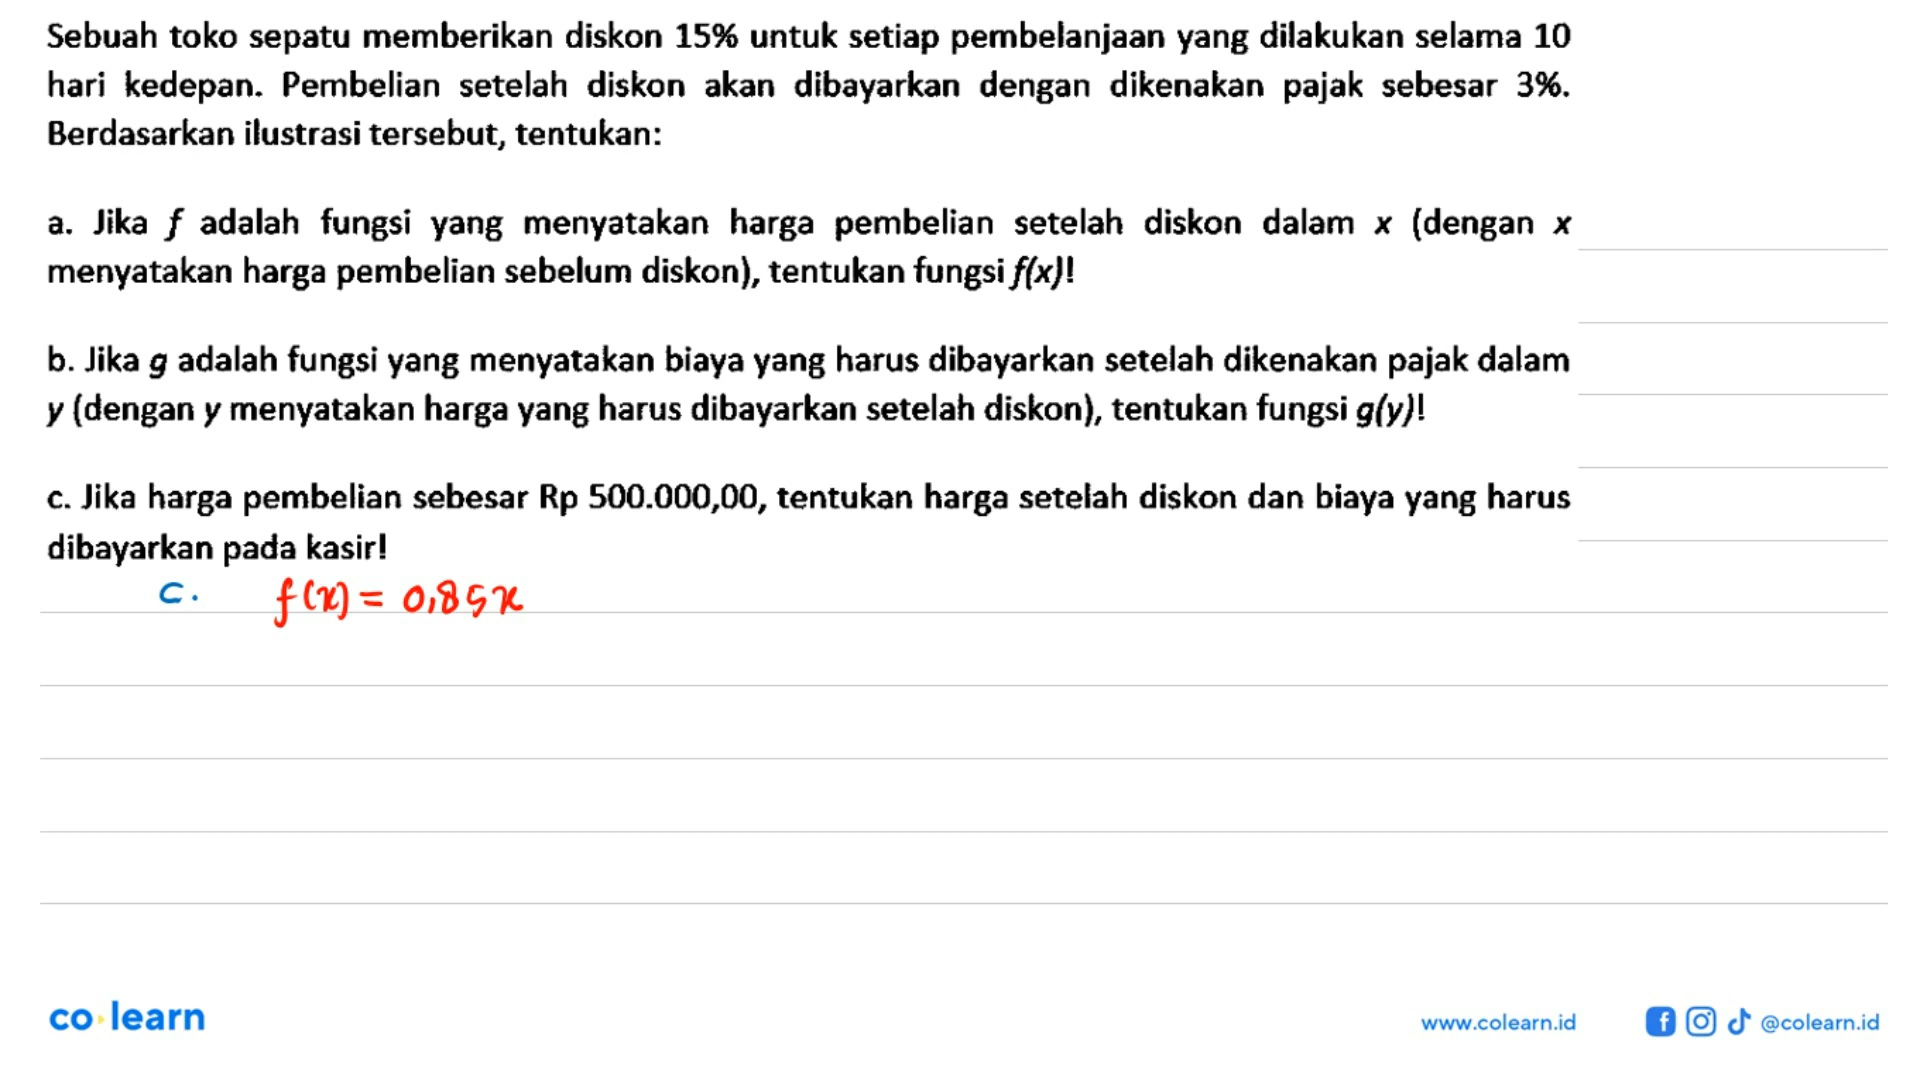 Sebuah toko sepatu memberikan diskon 15% untuk setiap pembelanjaan yang dilakukan selama 10
hari kedepan. Pembelian setelah diskon akan dibayarkan dengan dikenakan pajak sebesar 3%.
Berdasarkan ilustrasi tersebut, tentukan:
a. Jika f adalah fungsi yang menyatakan harga pembelian setelah diskon dalam x (dengan x
menyatakan harga pembelian sebelum diskon), tentukan fungsi f(x)!
b. Jika g adalah fungsi yang menyatakan biaya yang harus dibayarkan setelah dikenakan pajak dalam
y (dengan y menyatakan harga yang harus dibayarkan setelah diskon), tentukan fungsi g(y)!
c. Jika harga pembelian sebesar Rp 500.000,00, tentukan harga setelah diskon dan biaya yang harus
dibayarkan pada kasir!
c. f(x) = 0,85x
co learn
www.colearn.id
@colearn.id